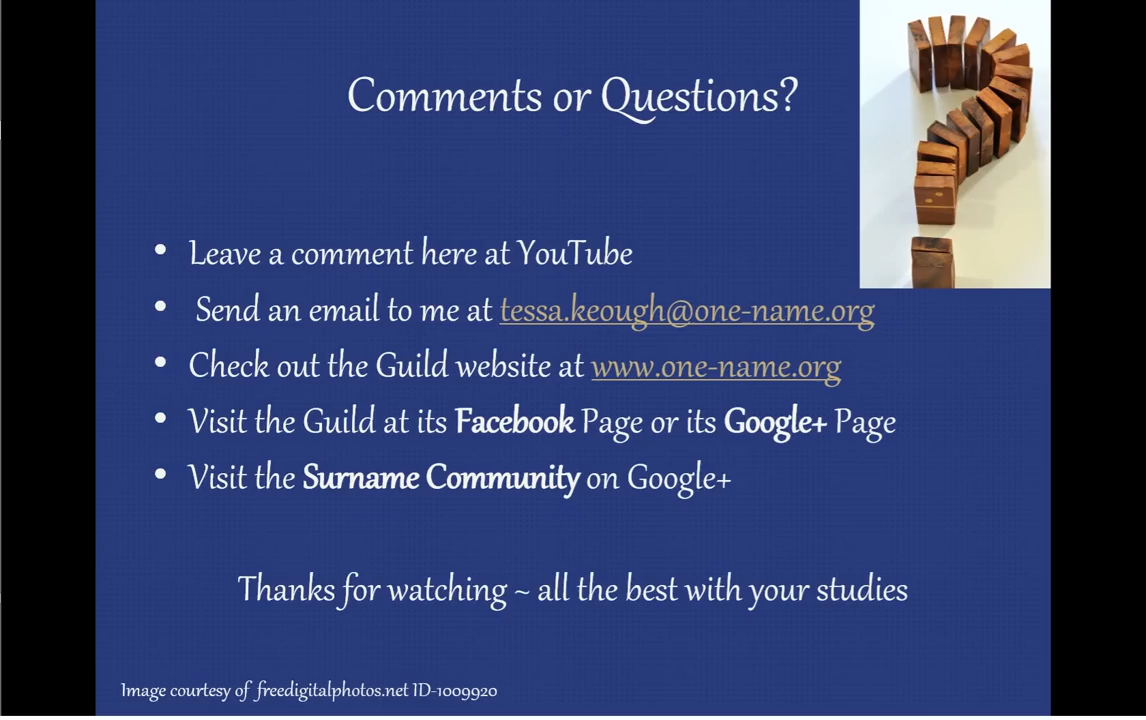 Comments or Questions?
• Leave a comment here at YouTube
• Send an email to me at tessa.keough@one-name.org
• Check out the Guild website at www.one-name.org
• Visit the Guild at its Facebook Page or its Google+ Page
• Visit the Surname Community on Google+
Thanks for watching ~ all the best with your studies
Image courtesy of freedigitalphotos.net ID-1009920